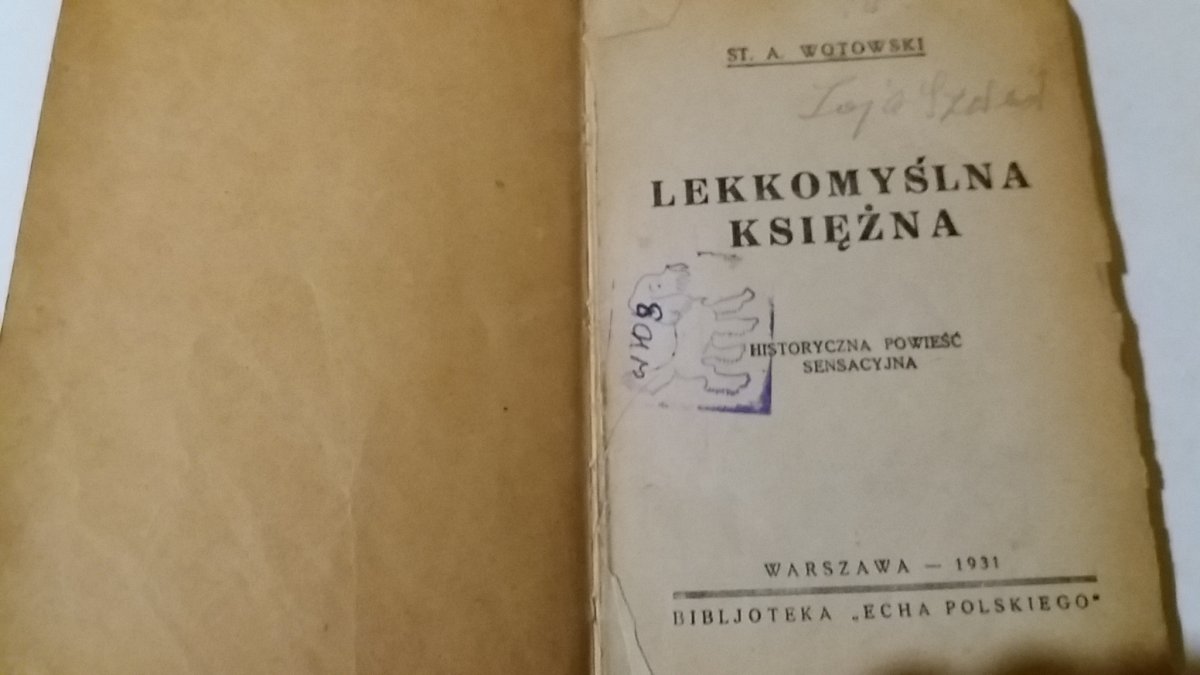 ST. A. WOTOWSKI
LEKKOMYŚLNA
KSIĘŻNA
HISTORYCZNA POWIEŚĆ
SENSACYJNA
WARSZAWA — 1931
BIBLJOTEKA „ECHA POLSKIEGO"